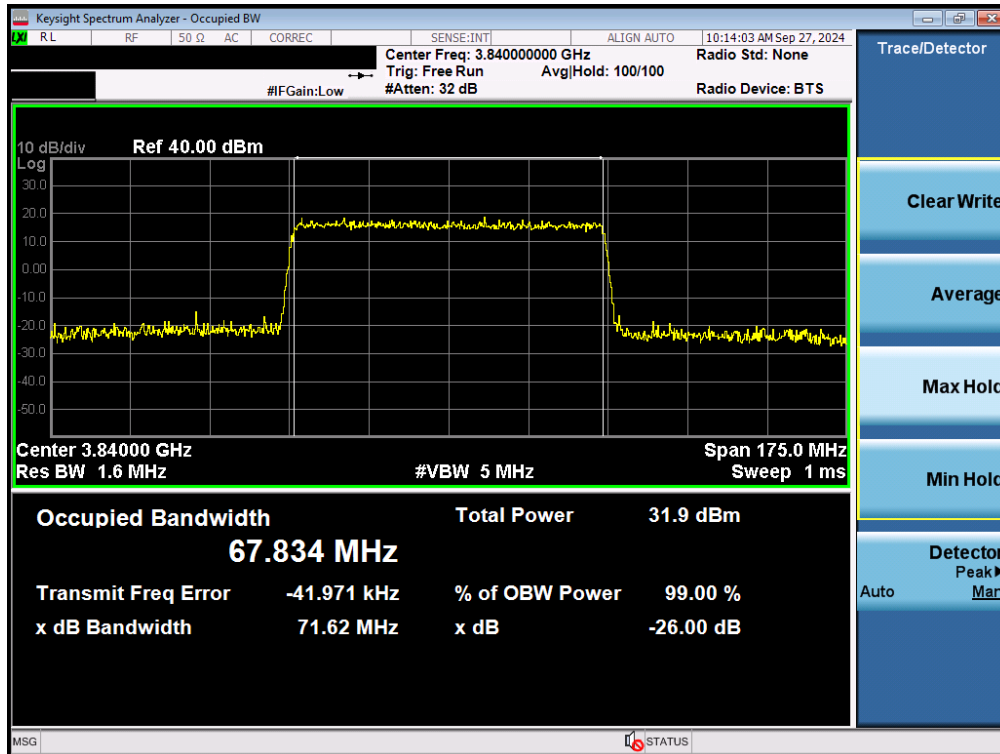 Keysight Spectrum Analyzer - Occupied BW
LXI RL RF 50 Ω AC CORREC SENSE:INT ALIGN AUTO 10:14:03 AM Sep 27, 2024
Center Freq: 3.840000000 GHz Radio Std: None
Trig: Free Run Avg|Hold: 100/100
#IFGain:Low #Atten: 32 dB Radio Device: BTS
Trace/Detector
10 dB/div Ref 40.00 dBm
Log
30.0
20.0
10.0
0.00
-10.0
-20.0
-30.0
-40.0
-50.0
Center 3.84000 GHz Span 175.0 MHz
Res BW 1.6 MHz #VBW 5 MHz Sweep 1 ms
Occupied Bandwidth Total Power 31.9 dBm
67.834 MHz
Transmit Freq Error -41.971 kHz % of OBW Power 99.00 %
x dB Bandwidth 71.62 MHz x dB -26.00 dB
Clear Write
Average
Max Hold
Min Hold
Detector
Peak▶
Auto Man
MSG STATUS